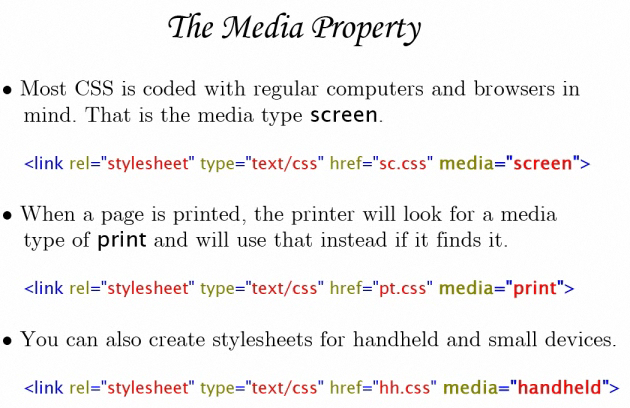 The Media Property
• Most CSS is coded with regular computers and browsers in
mind. That is the media type screen.
<link rel="stylesheet" type="text/css" href="sc.css" media="screen">
• When a page is printed, the printer will look for a media
type of print and will use that instead if it finds it.
<link rel="stylesheet" type="text/css" href="pt.css" media="print">
• You can also create stylesheets for handheld and small devices.
<link rel="stylesheet" type="text/css" href="hh.css" media="handheld">